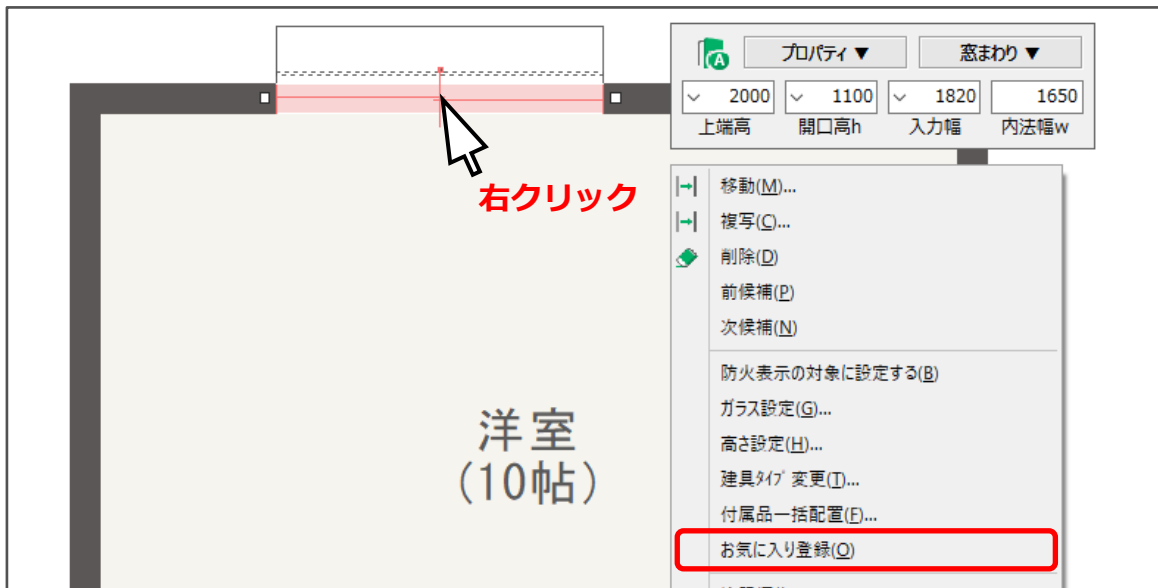 プロパティ ▼
窓まわり ▼
2000
1100
1820
1650
上端高
開口高h
入力幅
内法幅w
右クリック
移動(M)...
複写(C)...
削除(D)
前候補(P)
次候補(N)
防火表示の対象に設定する(B)
ガラス設定(G)...
高さ設定(H)...
建具タイプ変更(T)...
付属品一括配置(F)...
お気に入り登録(O)
洋室
(10帖)